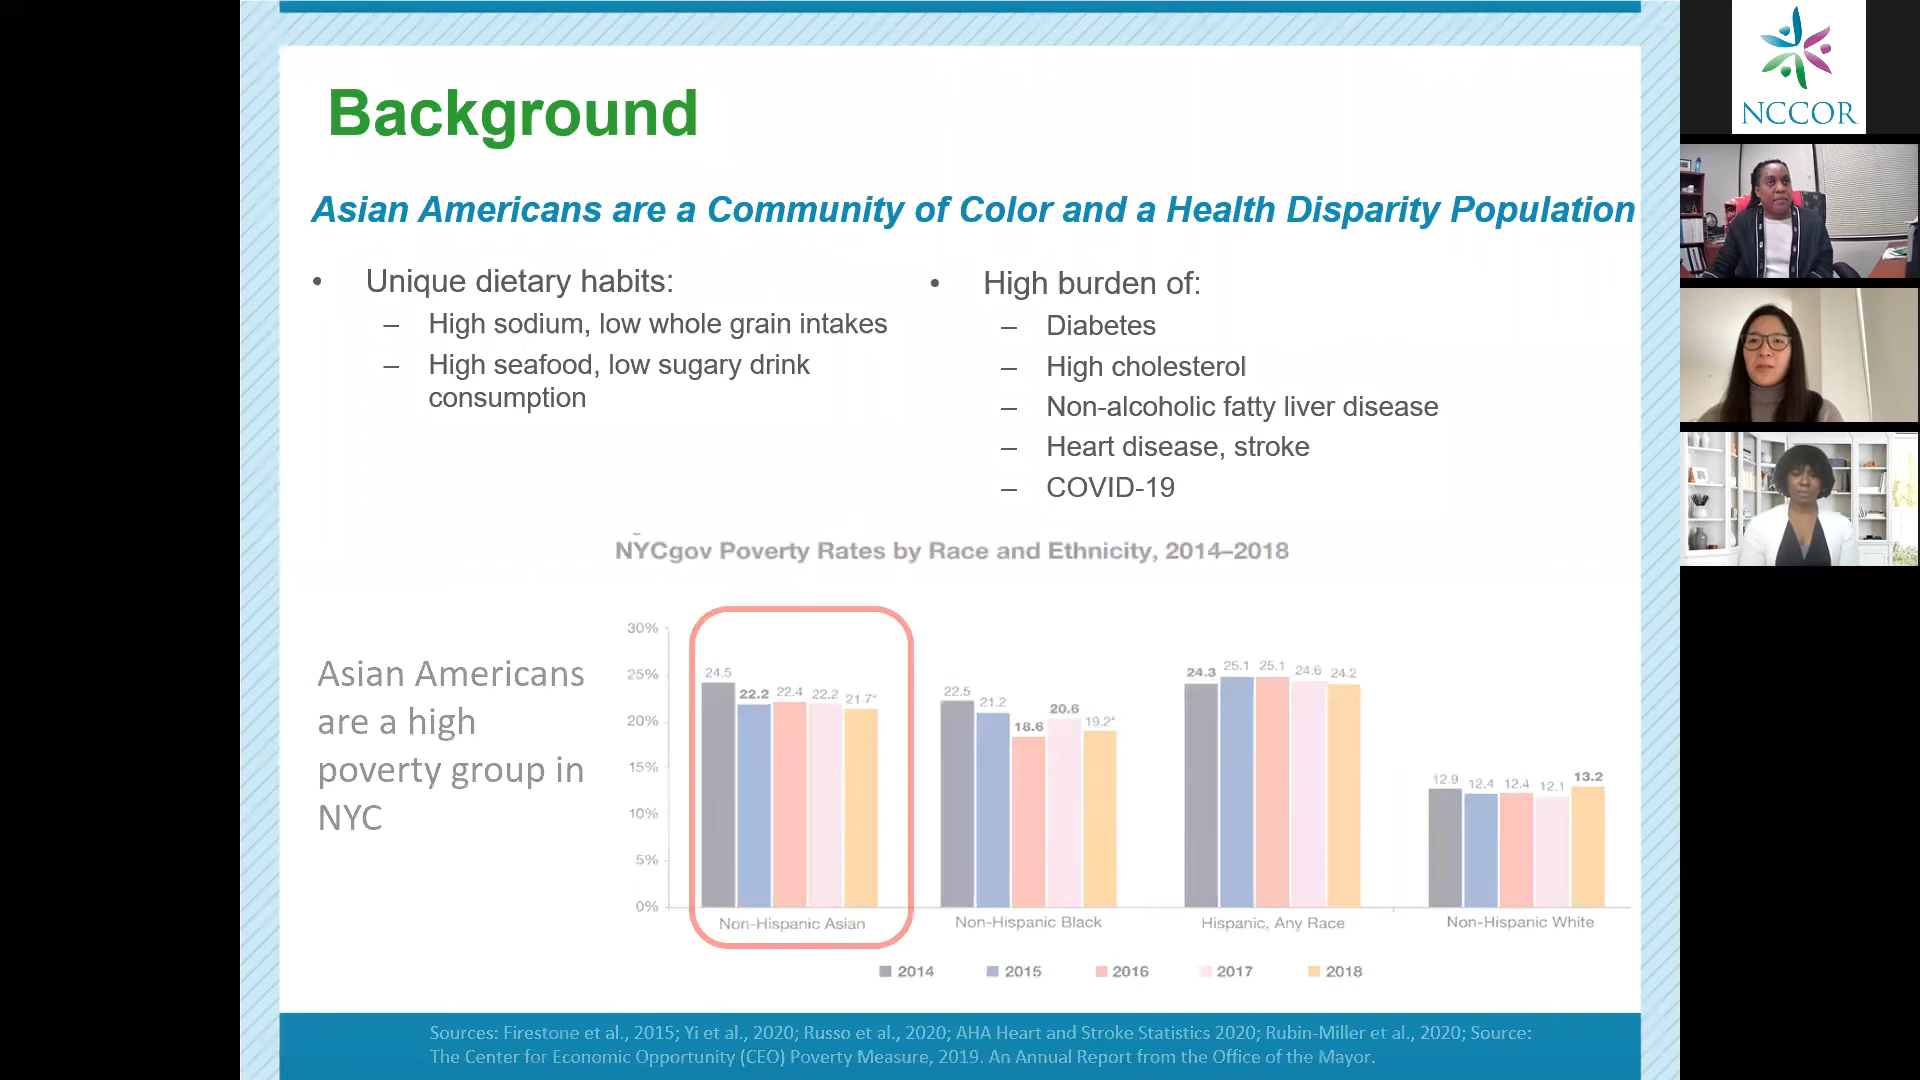 Background
Asian Americans are a Community of Color and a Health Disparity Population
• Unique dietary habits:
– High sodium, low whole grain intakes
– High seafood, low sugary drink
consumption
• High burden of:
– Diabetes
– High cholesterol
– Non-alcoholic fatty liver disease
– Heart disease, stroke
– COVID-19
NYCgov Poverty Rates by Race and Ethnicity, 2014–2018
Asian Americans
are a high
poverty group in
NYC
30%
25%
20%
15%
10%
5%
0%
24.5 22.2 22.4 22.2 21.7*
22.5 21.2 18.6 20.6 19.2*
24.3 25.1 25.1 24.6 24.2
12.9 12.4 12.4 12.1 13.2
Non-Hispanic Asian Non-Hispanic Black Hispanic, Any Race Non-Hispanic White
2014 2015 2016 2017 2018
Sources: Firestone et al., 2015; Yi et al., 2020; Russo et al., 2020; AHA Heart and Stroke Statistics 2020; Rubin-Miller et al., 2020; Source:
The Center for Economic Opportunity (CEO) Poverty Measure, 2019. An Annual Report from the Office of the Mayor.
NCCOR